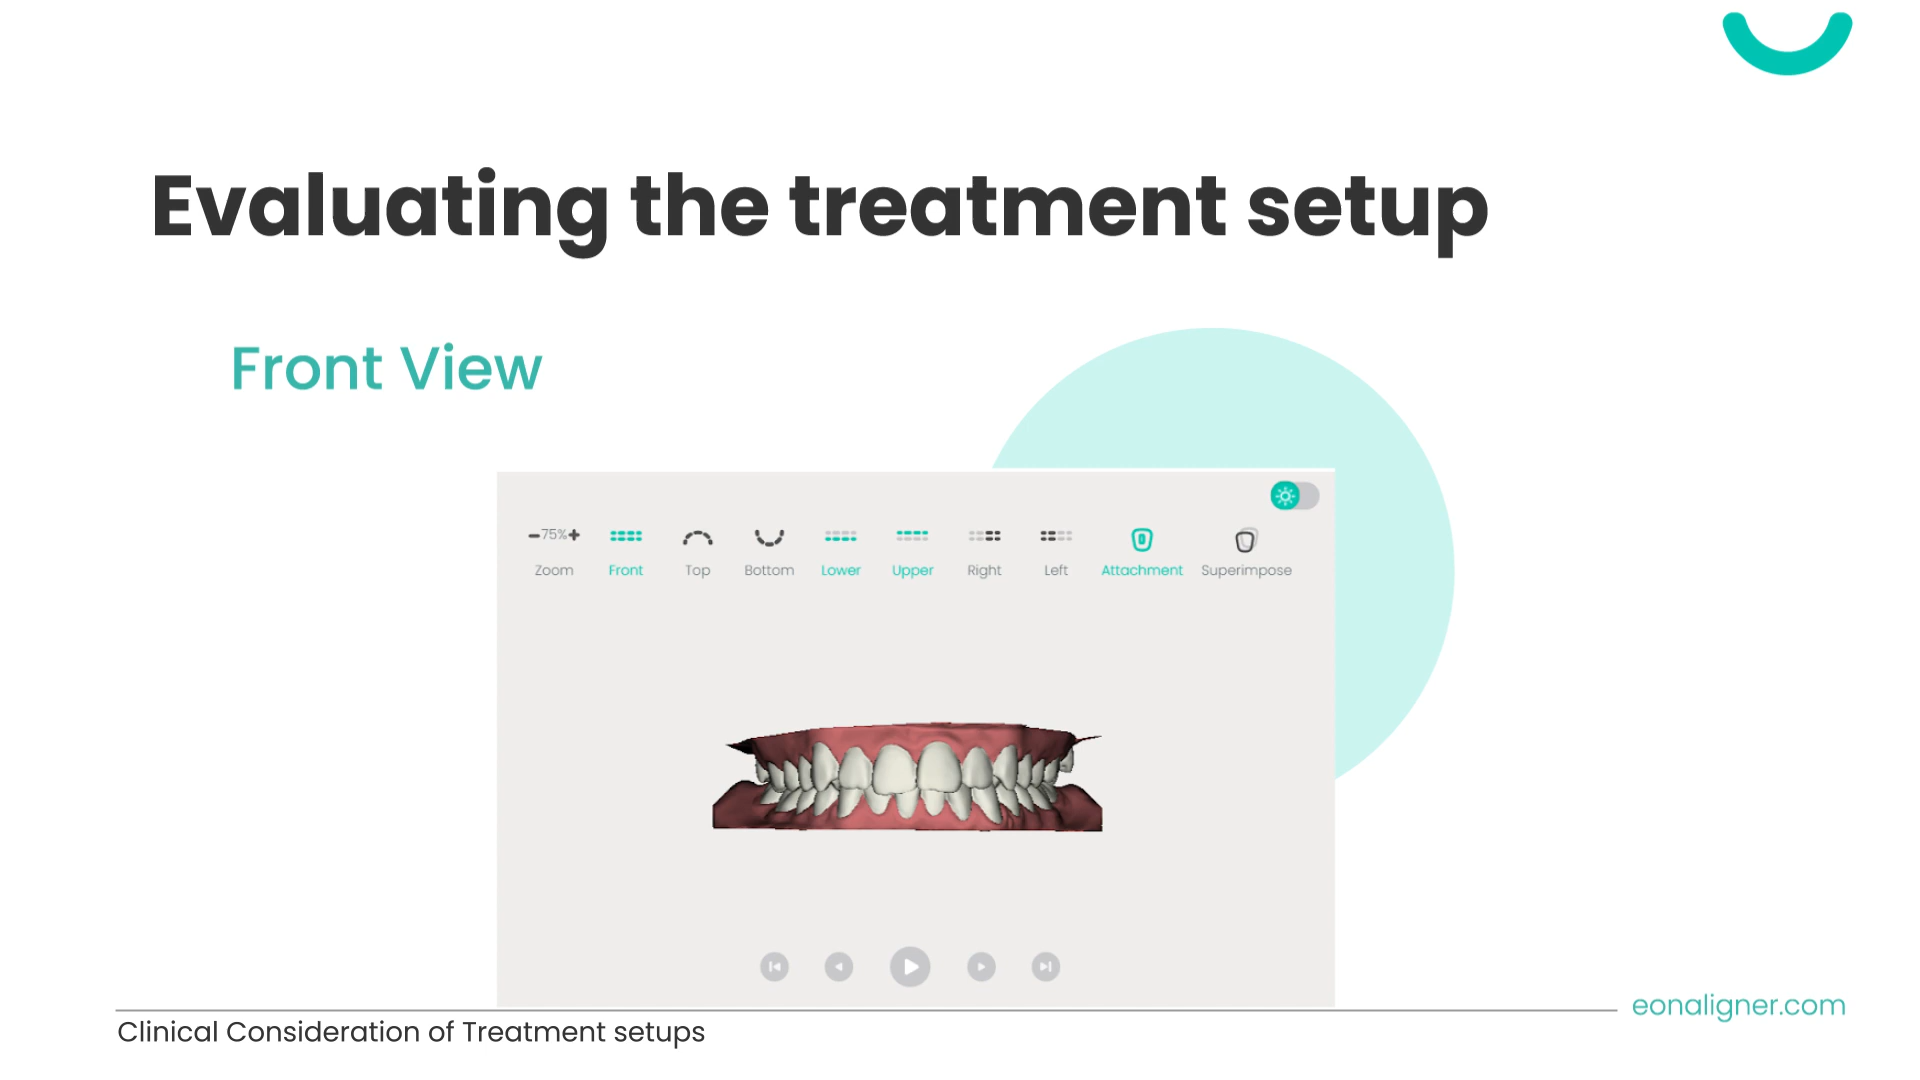 Evaluating the treatment setup
Front View
75%
Zoom Front Top Bottom Lower Upper Right Left Attachment Superimpose
eonaligner.com
Clinical Consideration of Treatment setups